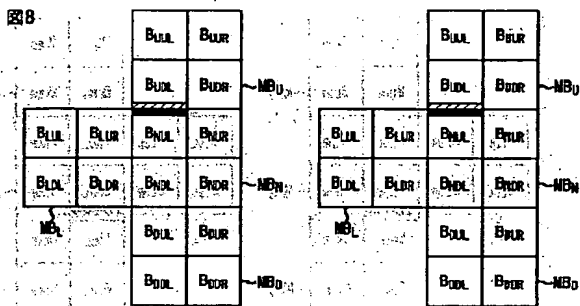 図8
BUUL BUUR BUUL BUUR
BUDL BUDR MBU BUDL BUDR MBU
BLUL BLUR BNUL BNUR BLUL BLUR BNUL BNUR
BLDL BLDR BNDL BNDR MBN BLDL BLDR BNDL BNDR MBN
MBL BDUL BDUR MBL BDUL BDUR
BDDL BDDR MBD BDDL BDDR MBD